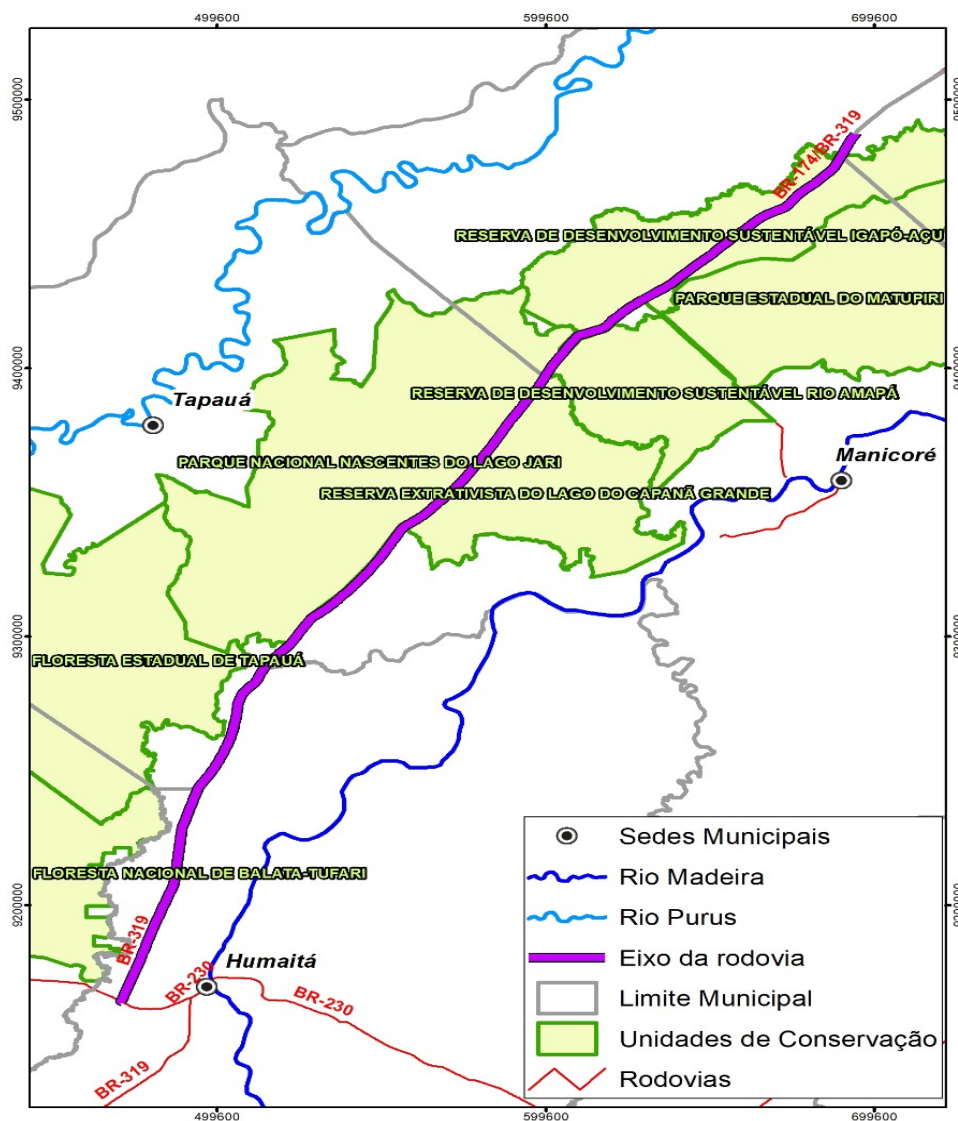 499600
599600
699600
9500000
9500000
BR-174/BR-319
RESERVA DE DESENVOLVIMENTO SUSTENTÁVEL IGAPÓ-AÇU
PARQUE ESTADUAL DO MATUPIRI
9400000
9400000
RESERVA DE DESENVOLVIMENTO SUSTENTÁVEL RIO AMAPÁ
Tapauá
Manicoré
PARQUE NACIONAL NASCENTES DO LAGO JARI
RESERVA EXTRATIVISTA DO LAGO DO CAPANÃ GRANDE
9300000
9300000
FLORESTA ESTADUAL DE TAPAUÁ
FLORESTA NACIONAL DE BALATA-TUFARI
9200000
9200000
BR-319
Humaitá
BR-230
BR-230
BR-319
Sedes Municipais
Rio Madeira
Rio Purus
Eixo da rodovia
Limite Municipal
Unidades de Conservação
Rodovias
499600
599600
699600